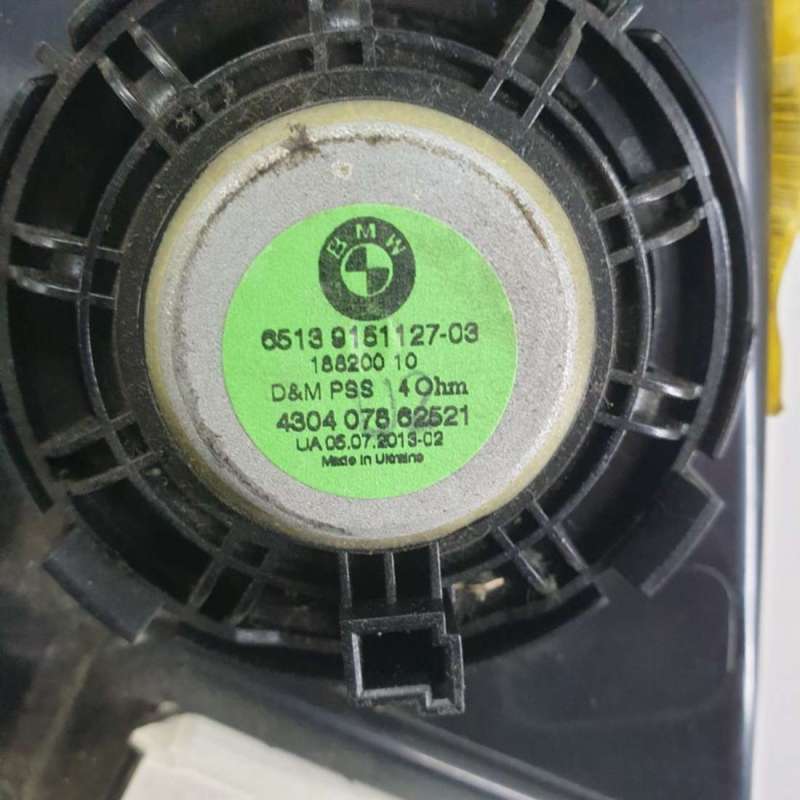 BMW
6513 9151127-03
188200 10
D&M PSS 4 Ohm
4304 078 62521
UA 05.07.2013-02
Made in Ukraine